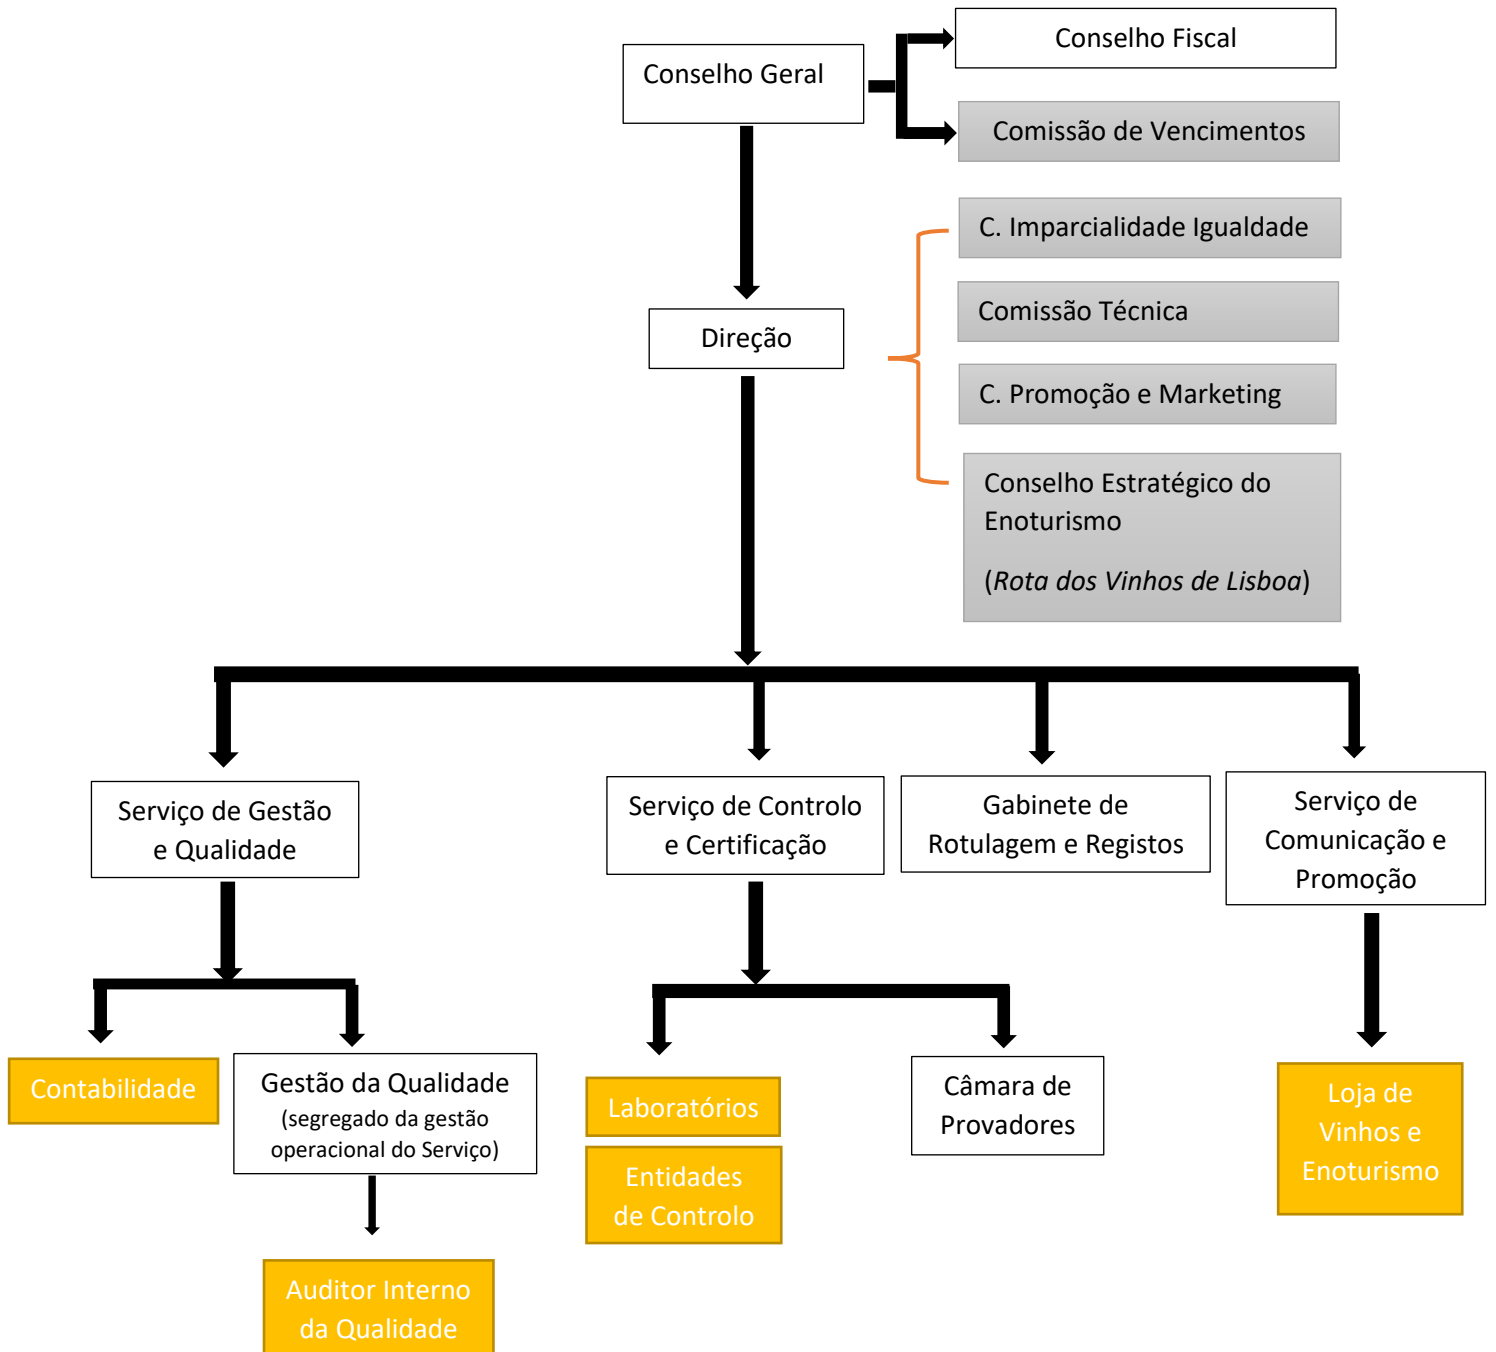 Conselho Geral
Conselho Fiscal
Comissão de Vencimentos
C. Imparcialidade Igualdade
Comissão Técnica
Direção
C. Promoção e Marketing
Conselho Estratégico do
Enoturismo
(Rota dos Vinhos de Lisboa)
Serviço de Gestão
e Qualidade
Serviço de Controlo
e Certificação
Gabinete de
Rotulagem e Registos
Serviço de
Comunicação e
Promoção
Contabilidade
Gestão da Qualidade
(segregado da gestão
operacional do Serviço)
Laboratórios
Entidades
de Controlo
Câmara de
Provadores
Loja de
Vinhos e
Enoturismo
Auditor Interno
da Qualidade